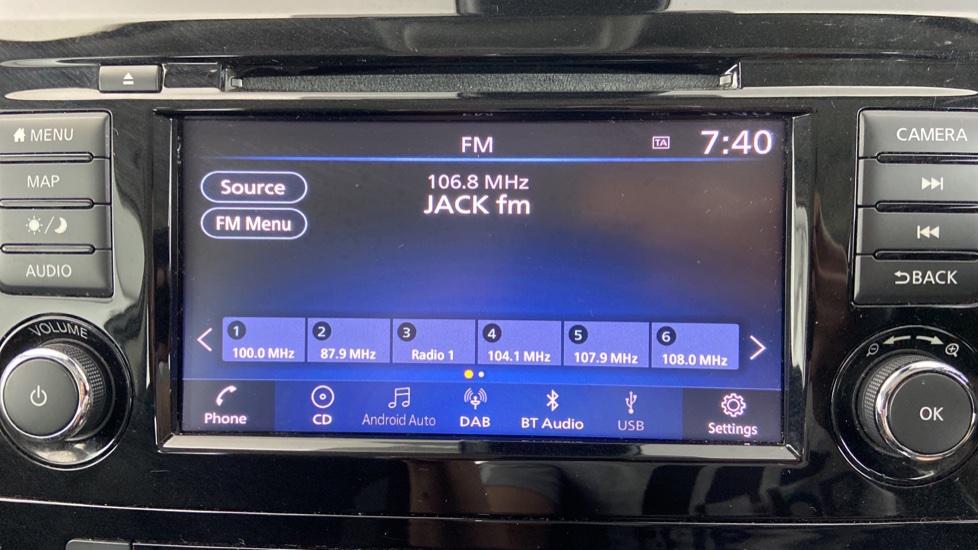 MENU
MAP
AUDIO
VOLUME
FM
TA
7:40
Source
FM Menu
106.8 MHz
JACK fm
1
100.0 MHz
2
87.9 MHz
3
Radio 1
4
104.1 MHz
5
107.9 MHz
6
108.0 MHz
Phone
CD
Android Auto
DAB
BT Audio
USB
Settings
CAMERA
BACK
OK